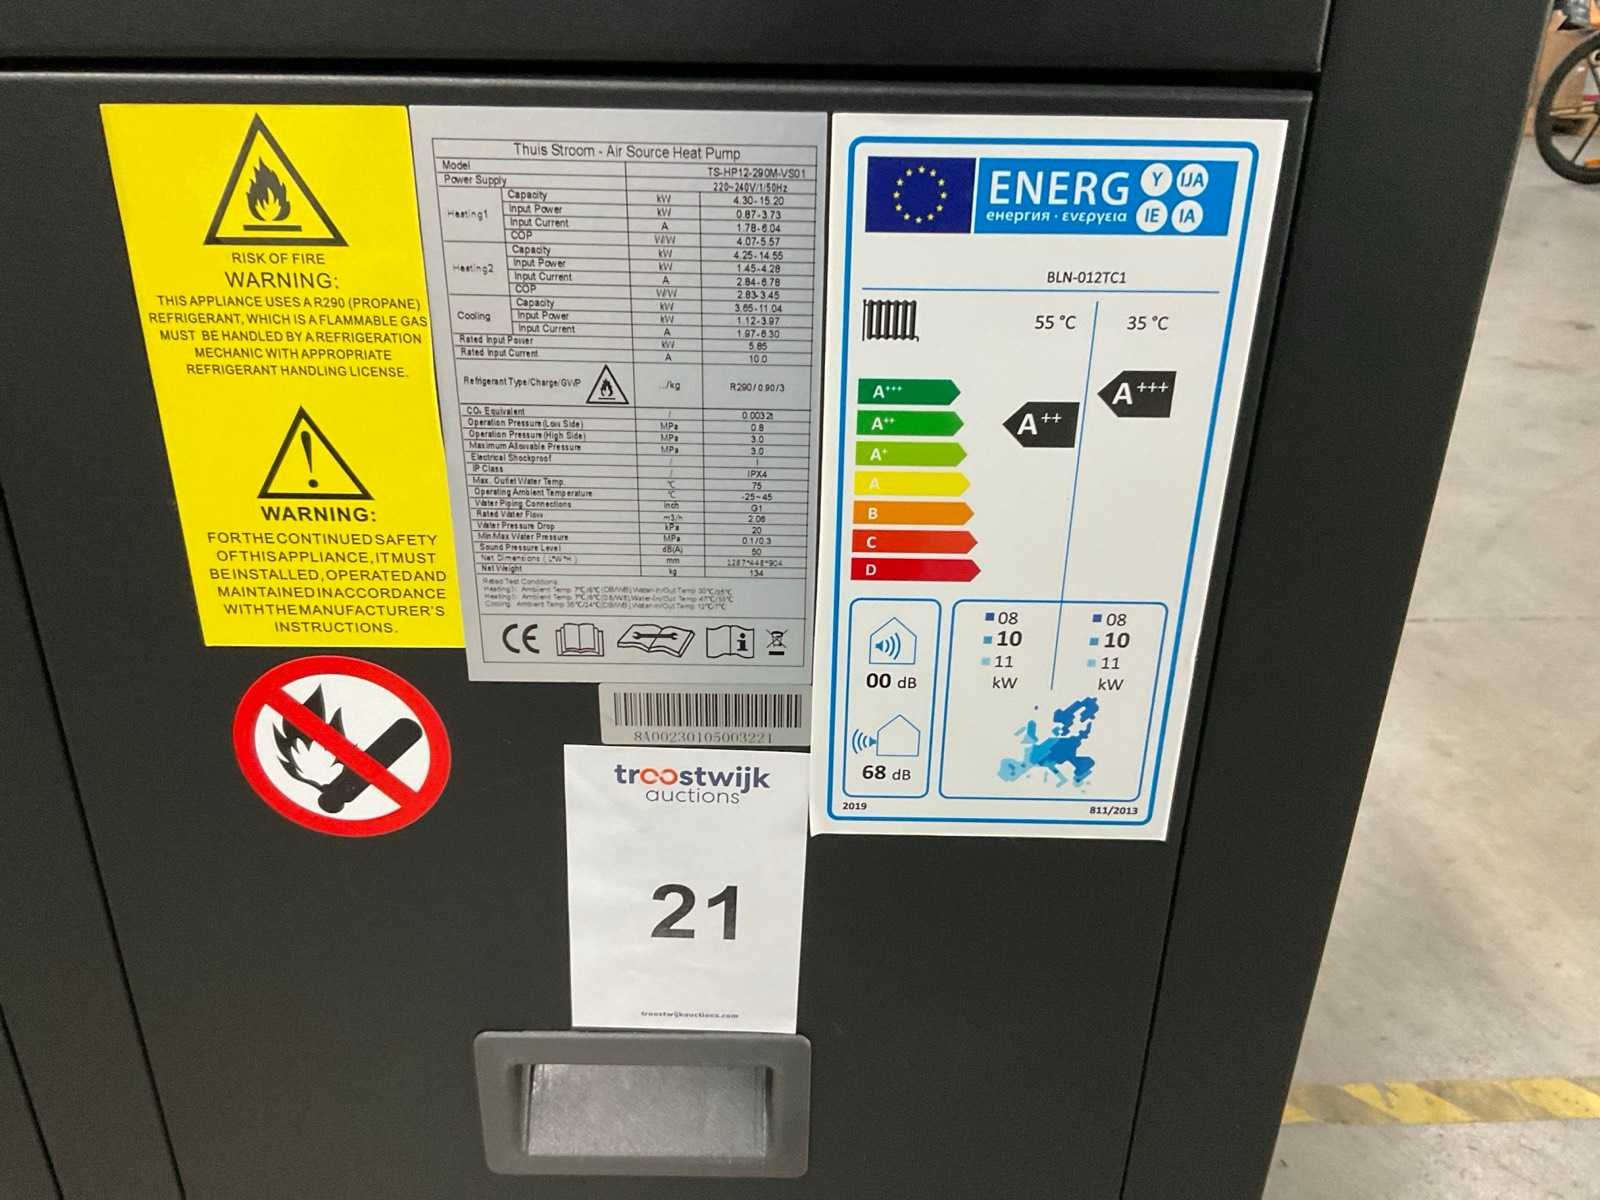 RISK OF FIRE
WARNING:
THIS APPLIANCE USES A R290 (PROPANE)
REFRIGERANT, WHICH IS A FLAMMABLE GAS
MUST BE HANDLED BY A REFRIGERATION
MECHANIC WITH APPROPRIATE
REFRIGERANT HANDLING LICENSE.
WARNING:
FOR THE CONTINUED SAFETY
OF THIS APPLIANCE, IT MUST
BE INSTALLED, OPERATED AND
MAINTAINED IN ACCORDANCE
WITH THE MANUFACTURER'S
INSTRUCTIONS.
Thuis Stroom - Air Source Heat Pump
Model TS-HP12-290M-VS01
Power Supply 220~240V/1/50Hz
Heating1 Capacity kW 4.30-15.20
Input Power kW 0.87-3.73
Input Current A 1.78-6.04
COP W/W 4.07-5.57
Heating2 Capacity kW 4.25-14.55
Input Power kW 1.45-4.28
Input Current A 2.84-6.78
COP W/W 2.83-3.45
Cooling Capacity kW 3.65-11.04
Input Power kW 1.12-3.97
Input Current A 1.97-6.30
Rated Input Power kW 5.85
Rated Input Current A 10.0
Refrigerant Type/Charge/GWP .../kg R290/0.90/3
CO₂ Equivalent / 0.0032t
Operation Pressure (Low Side) MPa 0.8
Operation Pressure (High Side) MPa 3.0
Maximum Allowable Pressure MPa 3.0
Electrical Shockproof / I
IP Class / IPX4
Max. Outlet Water Temp. ℃ 75
Operating Ambient Temperature ℃ -25~45
Water Piping Connections Inch G1
Rated Water Flow m3/h 2.06
Water Pressure Drop kPa 20
Min/Max Water Pressure MPa 0.1/0.3
Sound Pressure Level dB(A) 50
Net Dimensions (L*W*H) mm 1287*448*904
Net Weight kg 134
Rated Test Conditions:
CE
8A00230105003221
troostwijk
auctions
21
troostwijkauctions.com
ENERG Y IJA
енергия · ενεργεια IE IA
BLN-012TC1
55 °C 35 °C
A+++
A++
A+
A
B
C
D
A++
A+++
00 dB
68 dB
08 08
10 10
11 11
kW kW
2019 811/2013